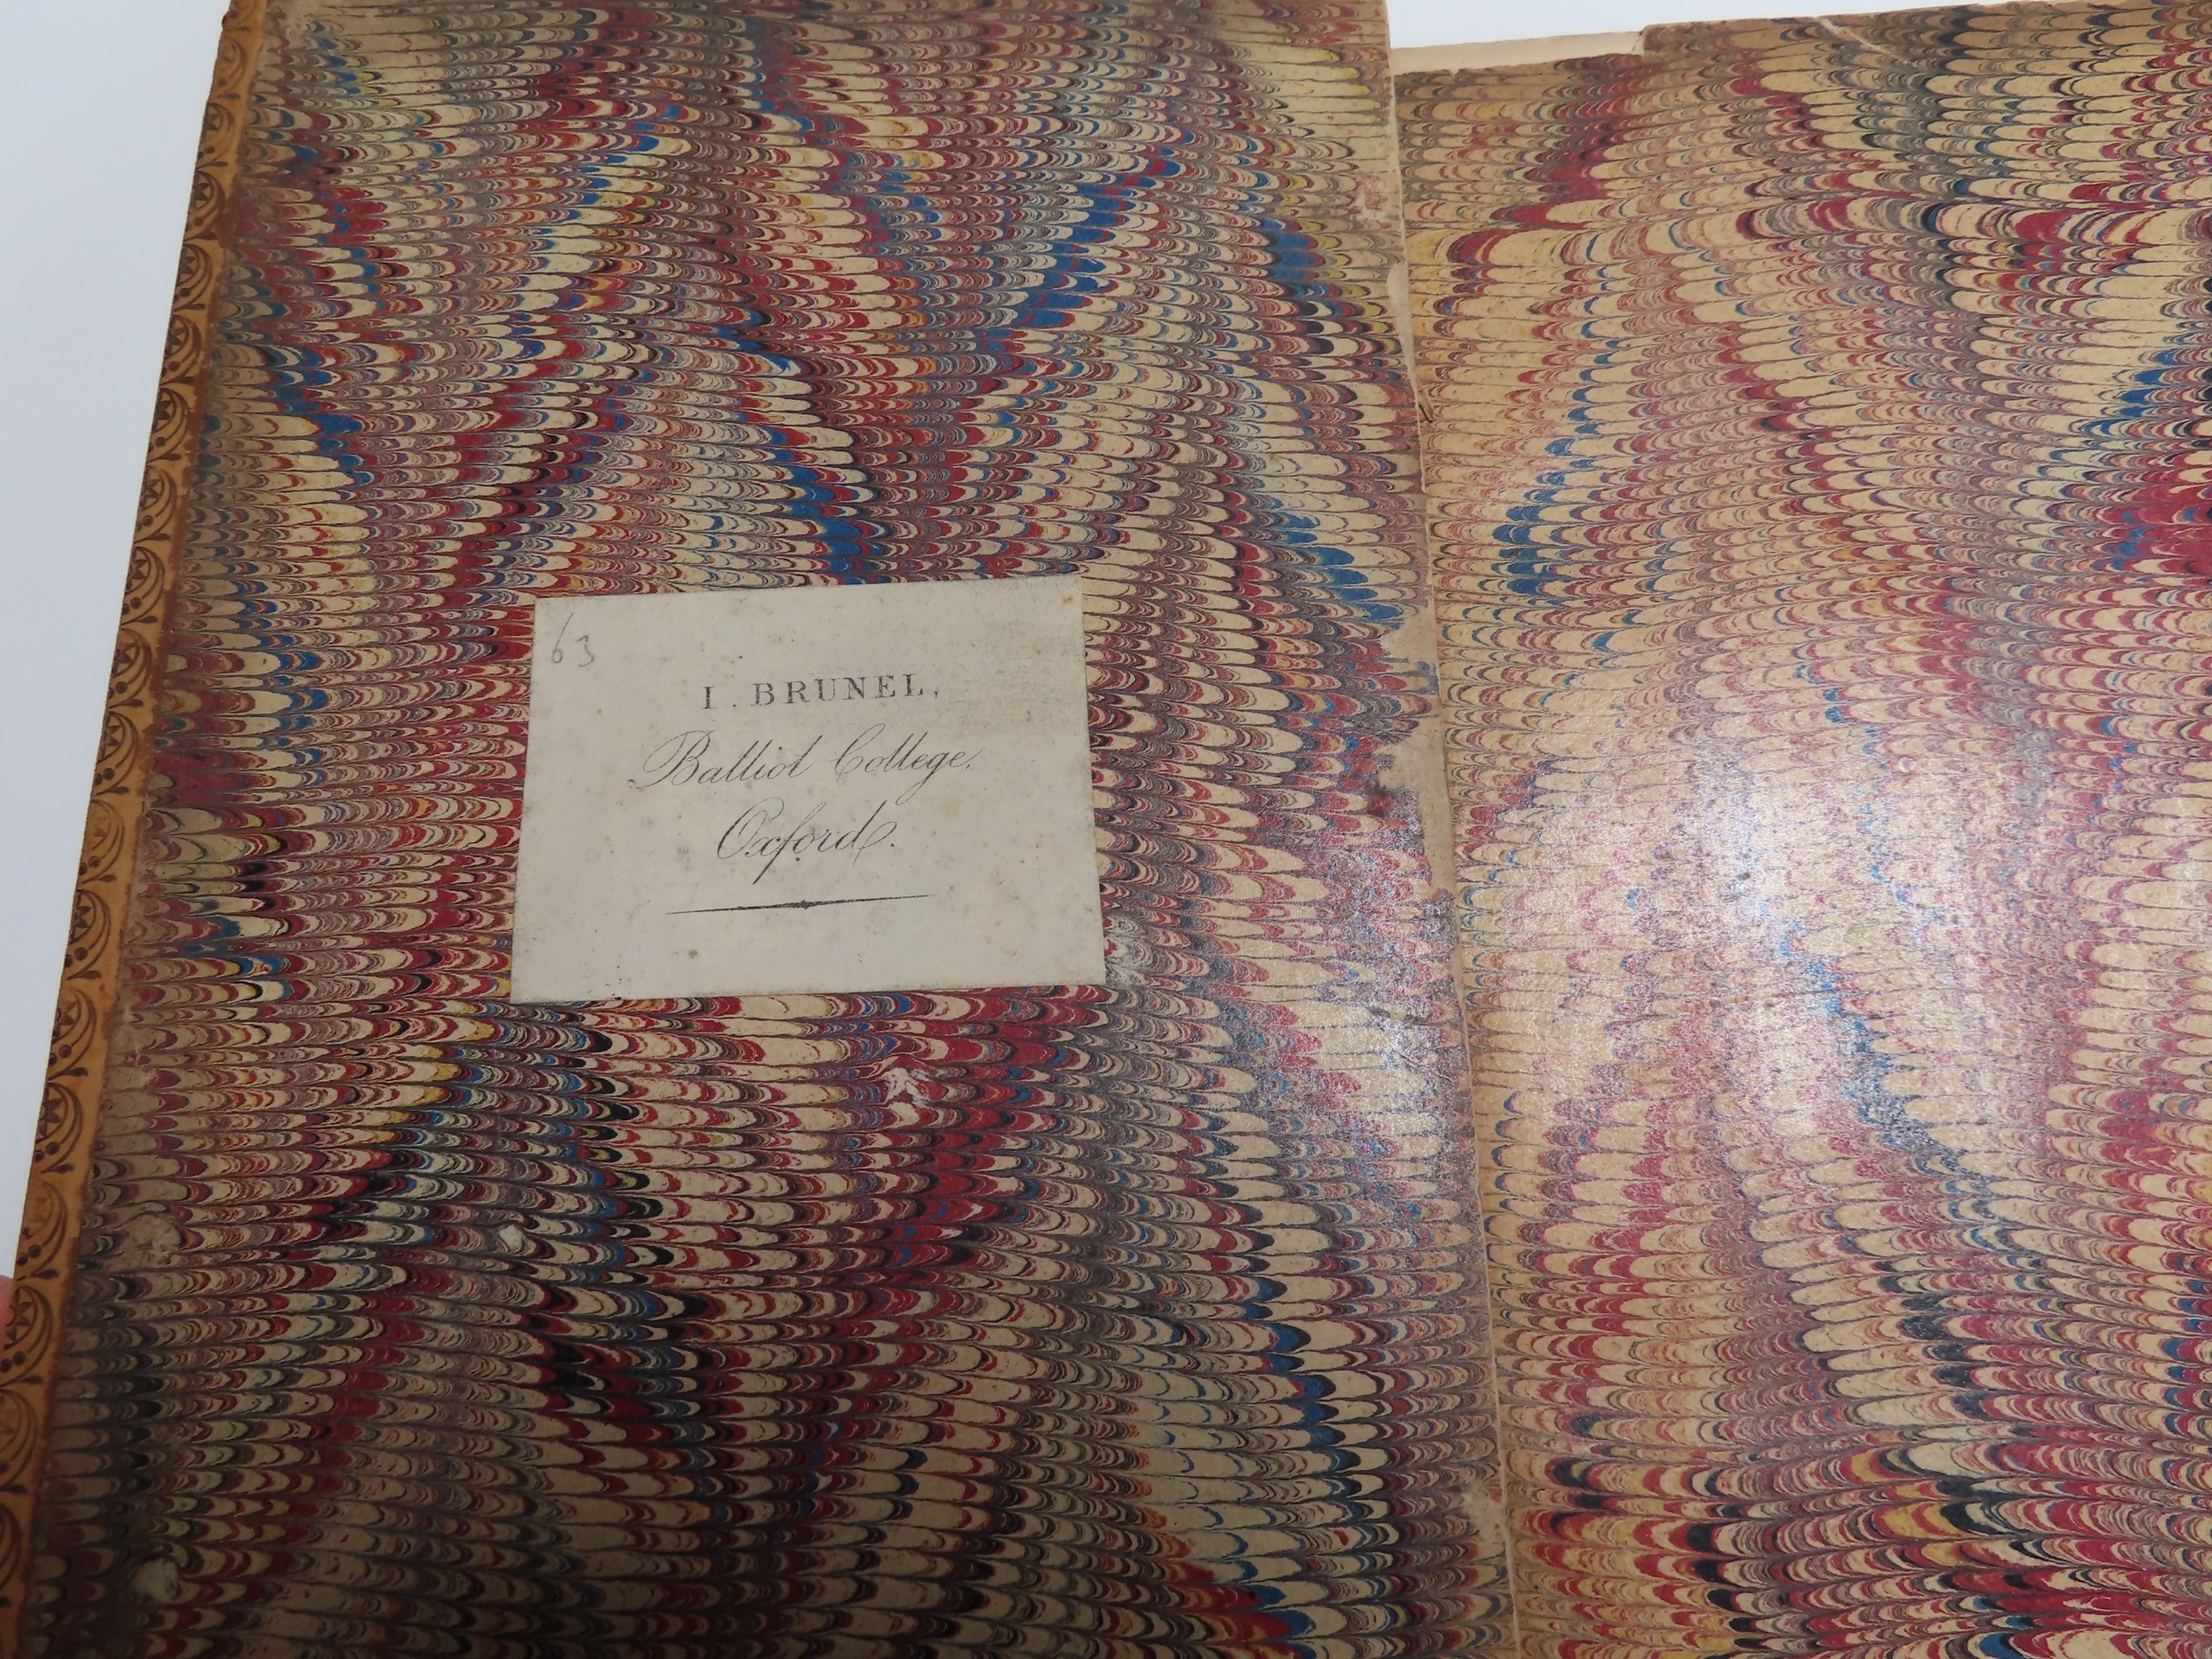 63
I. BRUNEL,
Balliol College,
Oxford.